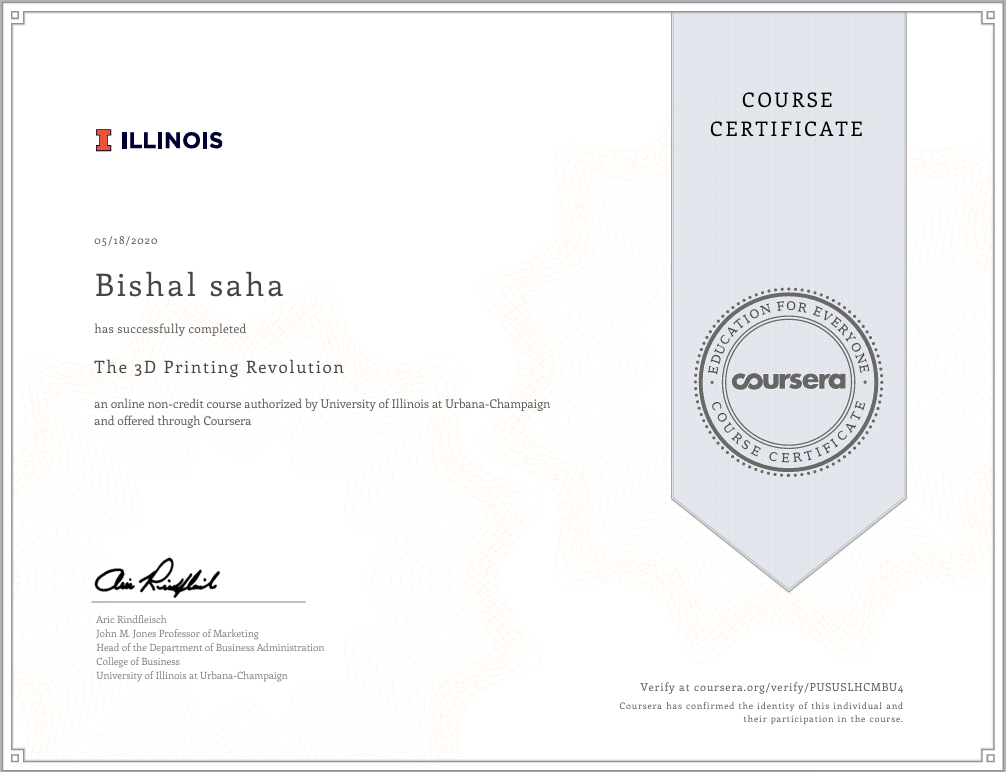 COURSE
CERTIFICATE
ILLINOIS
05/18/2020
Bishal saha
has successfully completed
The 3D Printing Revolution
an online non-credit course authorized by University of Illinois at Urbana-Champaign
and offered through Coursera
EDUCATION FOR EVERYONE
coursera
COURSE CERTIFICATE
Aric Rindfleisch
Aric Rindfleisch
John M. Jones Professor of Marketing
Head of the Department of Business Administration
College of Business
University of Illinois at Urbana-Champaign
Verify at coursera.org/verify/PUSUSLHCMBU4
Coursera has confirmed the identity of this individual and
their participation in the course.